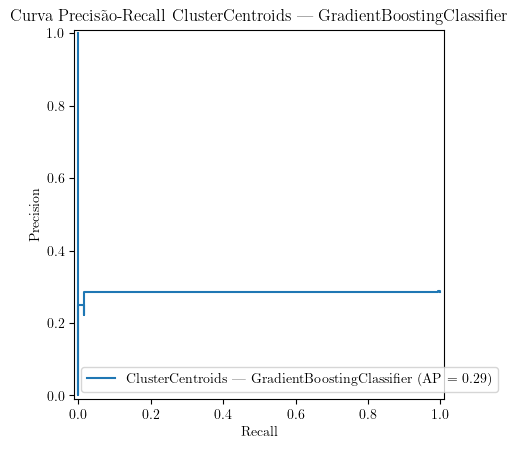 Curva Precisão-Recall ClusterCentroids — GradientBoostingClassifier
1.0
0.8
0.6
0.4
0.2
0.0
Precision
ClusterCentroids — GradientBoostingClassifier (AP = 0.29)
0.0 0.2 0.4 0.6 0.8 1.0
Recall